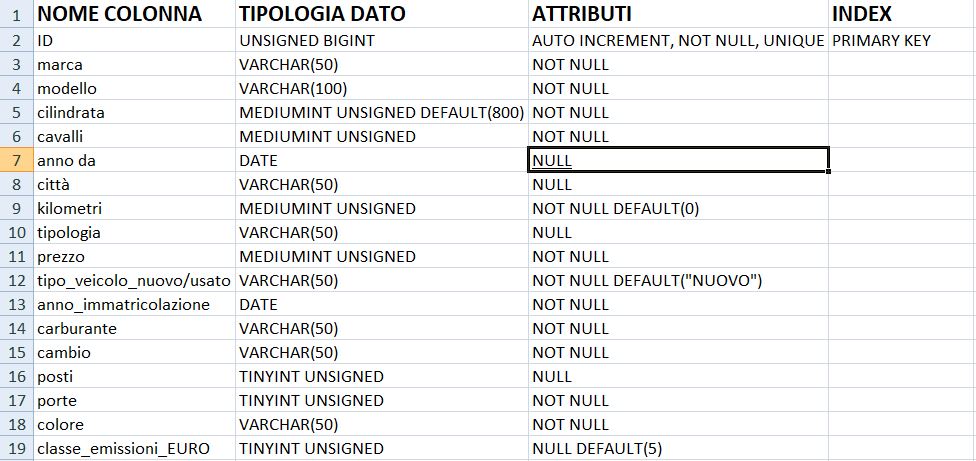 1 NOME COLONNA TIPOLOGIA DATO ATTRIBUTI INDEX
2 ID UNSIGNED BIGINT AUTO INCREMENT, NOT NULL, UNIQUE PRIMARY KEY
3 marca VARCHAR(50) NOT NULL
4 modello VARCHAR(100) NOT NULL
5 cilindrata MEDIUMINT UNSIGNED DEFAULT(800) NOT NULL
6 cavalli MEDIUMINT UNSIGNED NOT NULL
7 anno da DATE NULL
8 città VARCHAR(50) NULL
9 kilometri MEDIUMINT UNSIGNED NOT NULL DEFAULT(0)
10 tipologia VARCHAR(50) NULL
11 prezzo MEDIUMINT UNSIGNED NOT NULL
12 tipo_veicolo_nuovo/usato VARCHAR(50) NOT NULL DEFAULT("NUOVO")
13 anno_immatricolazione DATE NOT NULL
14 carburante VARCHAR(50) NOT NULL
15 cambio VARCHAR(50) NOT NULL
16 posti TINYINT UNSIGNED NULL
17 porte TINYINT UNSIGNED NOT NULL
18 colore VARCHAR(50) NOT NULL
19 classe_emissioni_EURO TINYINT UNSIGNED NULL DEFAULT(5)